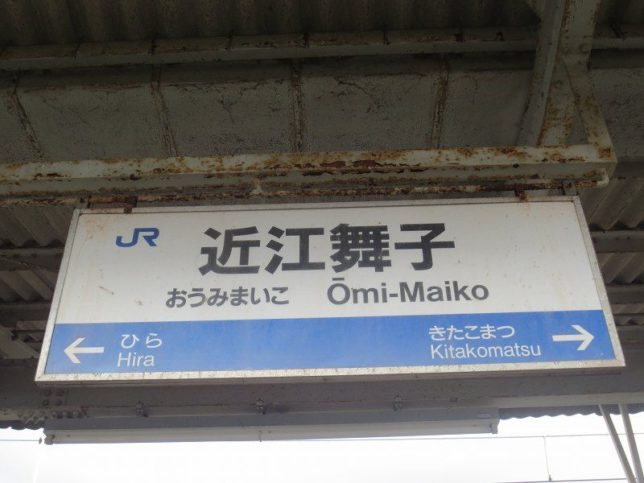 JR
近江舞子
おうみまいこ Ōmi-Maiko
← ひら きたこまつ →
Hira Kitakomatsu